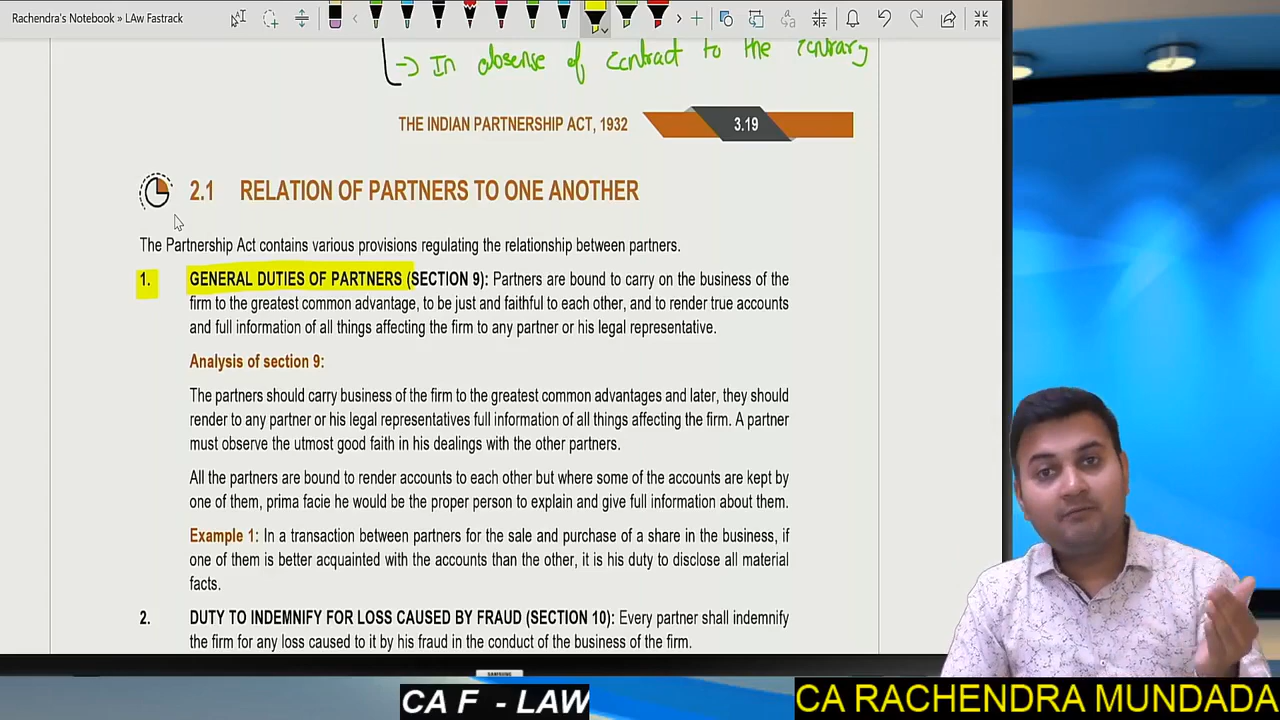 Rachendra's Notebook » LAw Fastrack
-> In absense of contract to the contrary
THE INDIAN PARTNERSHIP ACT, 1932 3.19
2.1 RELATION OF PARTNERS TO ONE ANOTHER
The Partnership Act contains various provisions regulating the relationship between partners.
1. GENERAL DUTIES OF PARTNERS (SECTION 9): Partners are bound to carry on the business of the
firm to the greatest common advantage, to be just and faithful to each other, and to render true accounts
and full information of all things affecting the firm to any partner or his legal representative.
Analysis of section 9:
The partners should carry business of the firm to the greatest common advantages and later, they should
render to any partner or his legal representatives full information of all things affecting the firm. A partner
must observe the utmost good faith in his dealings with the other partners.
All the partners are bound to render accounts to each other but where some of the accounts are kept by
one of them, prima facie he would be the proper person to explain and give full information about them.
Example 1: In a transaction between partners for the sale and purchase of a share in the business, if
one of them is better acquainted with the accounts than the other, it is his duty to disclose all material
facts.
2. DUTY TO INDEMNIFY FOR LOSS CAUSED BY FRAUD (SECTION 10): Every partner shall indemnify
the firm for any loss caused to it by his fraud in the conduct of the business of the firm.
SAMSUNG
CA F - LAW
CA RACHENDRA MUNDADA